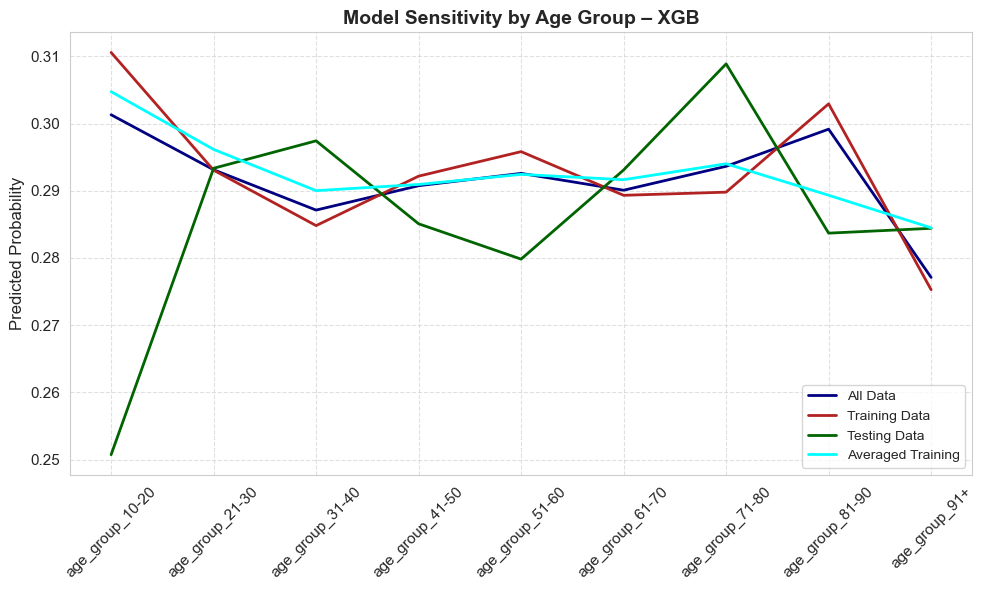 Model Sensitivity by Age Group – XGB
Predicted Probability
0.31
0.30
0.29
0.28
0.27
0.26
0.25
All Data
Training Data
Testing Data
Averaged Training
age_group_10-20
age_group_21-30
age_group_31-40
age_group_41-50
age_group_51-60
age_group_61-70
age_group_71-80
age_group_81-90
age_group_91+